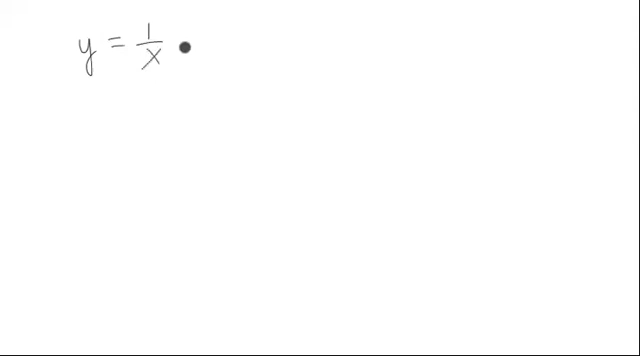 y = 1/x